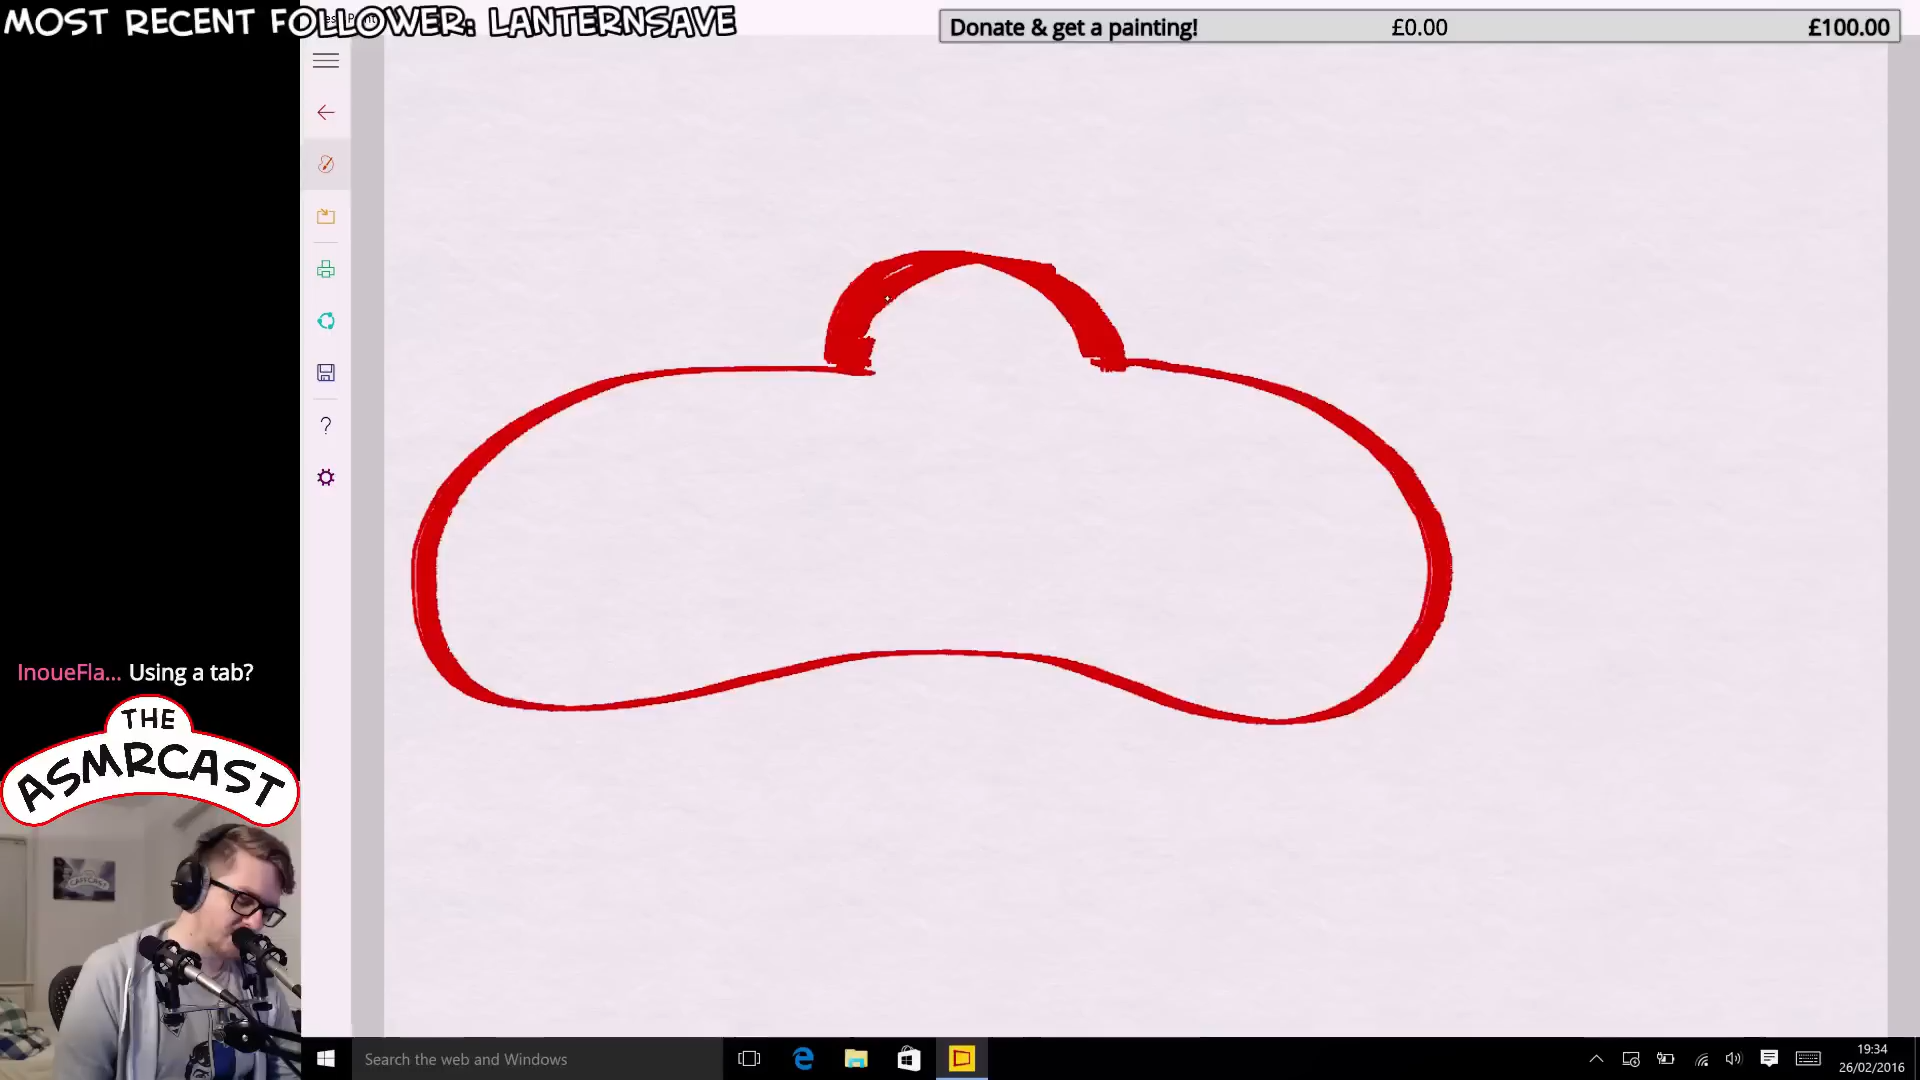 MOST RECENT FOLLOWER: LANTERNSAVE
Donate & get a painting! £0.00 £100.00
?
InoueFla... Using a tab?
THE
ASMRCAST
Search the web and Windows
19:34
26/02/2016